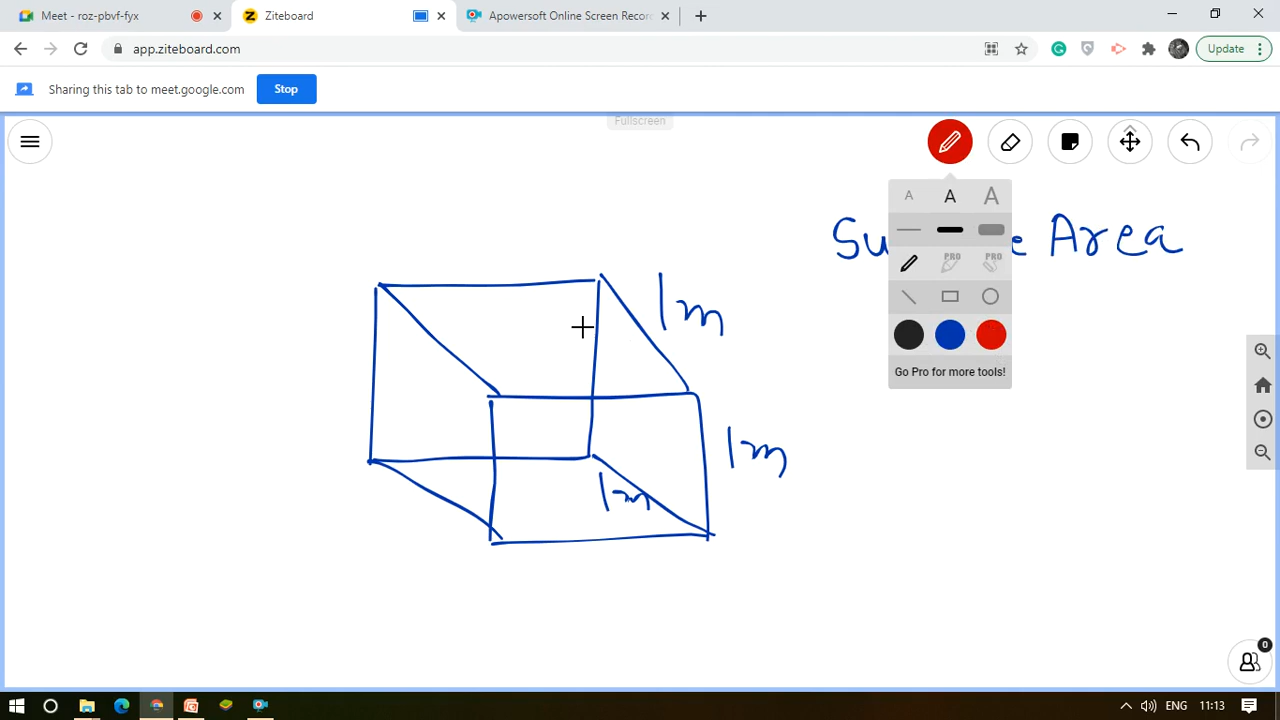 Meet - roz-pbvf-fyx
Ziteboard
Apowersoft Online Screen Recor
app.ziteboard.com
Update
Sharing this tab to meet.google.com
Stop
Fullscreen
A A A
PRO PRO
Go Pro for more tools!
Su e Area
1m
1m
1m
0
ENG
11:13